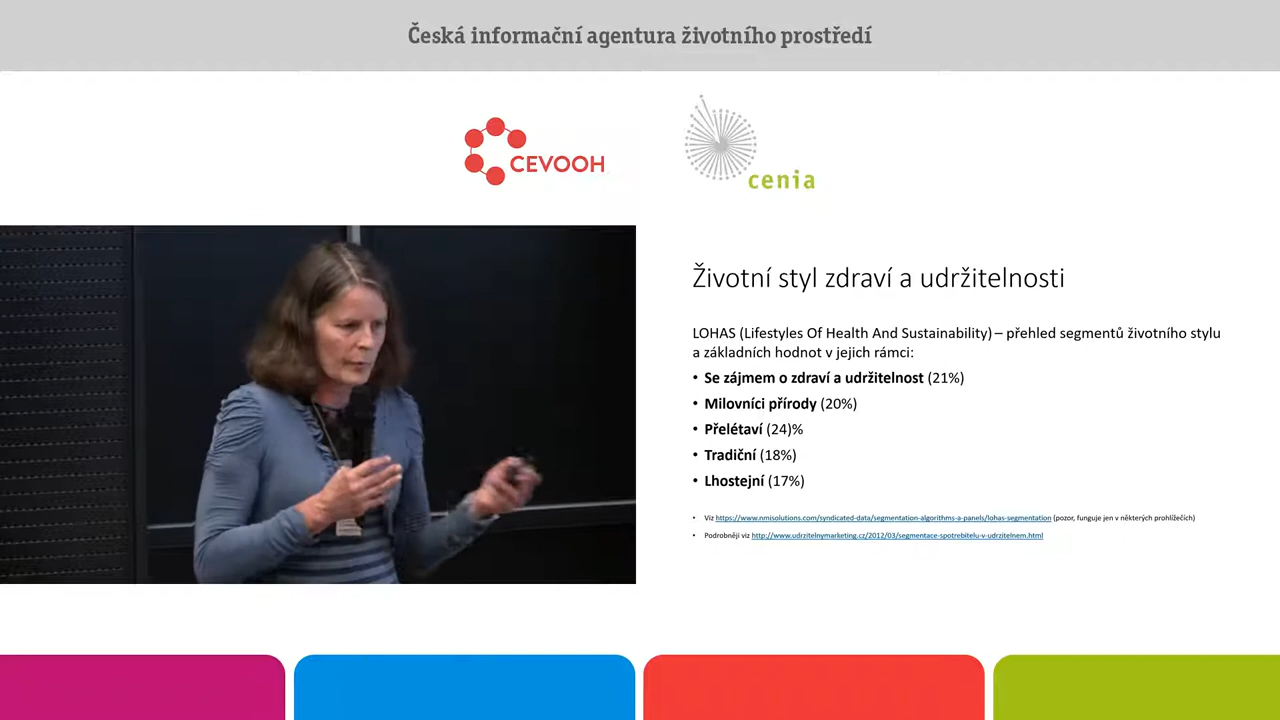 Česká informační agentura životního prostředí
CEVOOH
cenia
Životní styl zdraví a udržitelnosti
LOHAS (Lifestyles Of Health And Sustainability) – přehled segmentů životního stylu
a základních hodnot v jejich rámci:
• Se zájmem o zdraví a udržitelnost (21%)
• Milovníci přírody (20%)
• Přelétaví (24)%
• Tradiční (18%)
• Lhostejní (17%)
• Viz https://www.nmisolutions.com/syndicated-data/segmentation-algorithms-a-panels/lohas-segmentation (pozor, funguje jen v některých prohlížečích)
• Podrobněji viz http://www.udrzitelnymarketing.cz/2012/03/segmentace-spotrebitelu-v-udrzitelnem.html